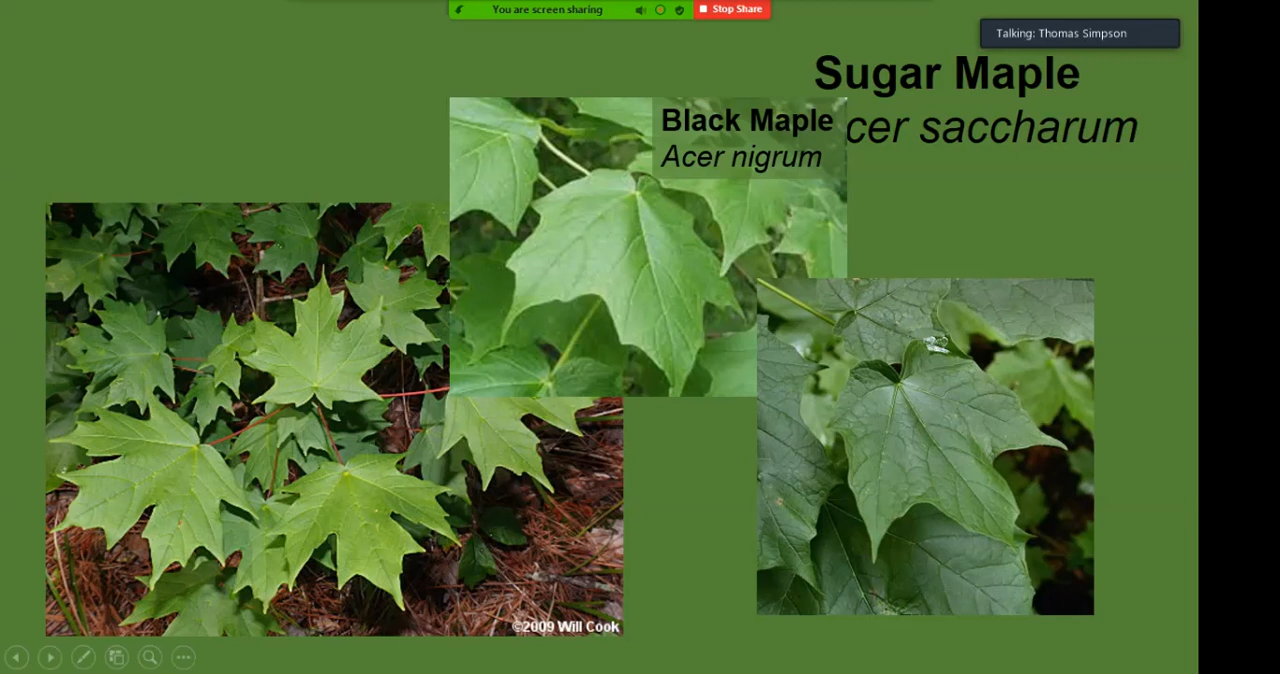 You are screen sharing
Stop Share
Talking: Thomas Simpson
Sugar Maple
cer saccharum
Black Maple
Acer nigrum
©2009 Will Cook